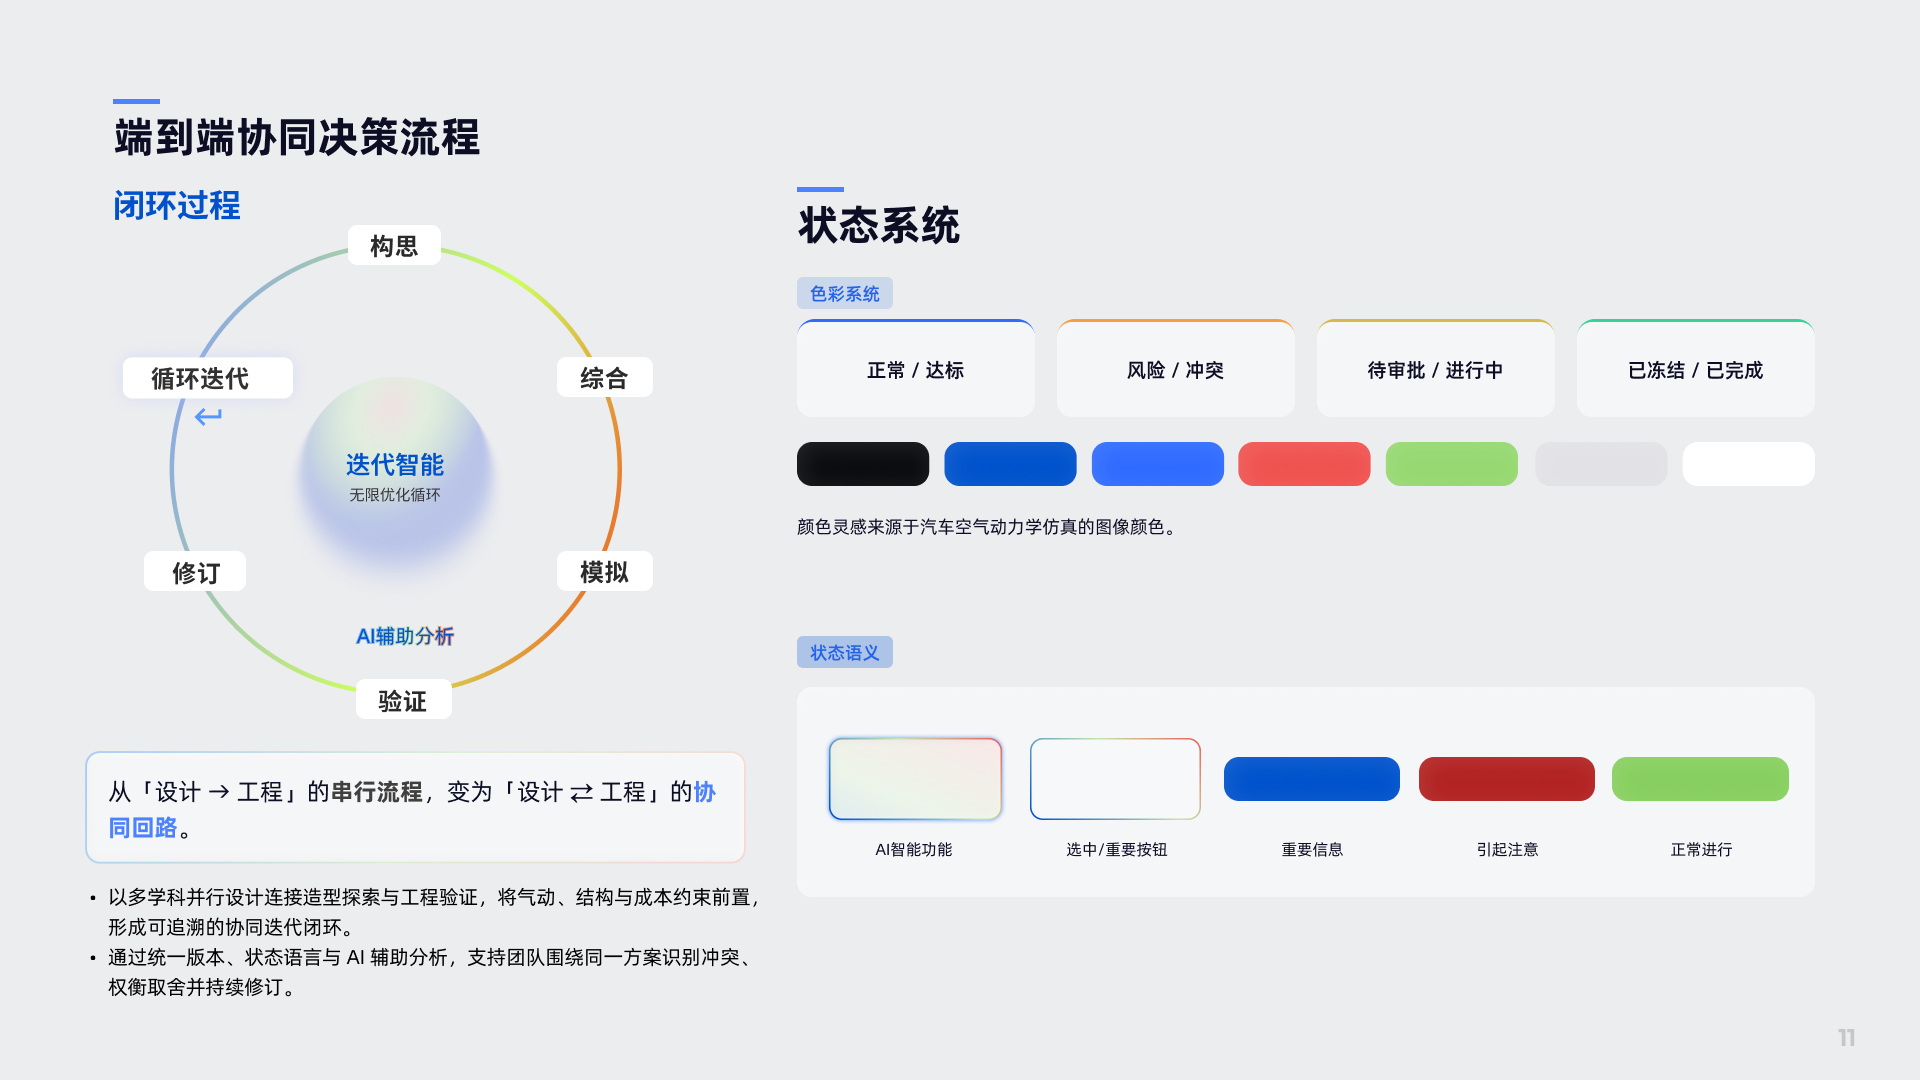 端到端协同决策流程
闭环过程
构思
循环迭代
综合
迭代智能
无限优化循环
修订
模拟
AI辅助分析
验证
从「设计 → 工程」的串行流程，变为「设计 ⇄ 工程」的协
同回路。
• 以多学科并行设计连接造型探索与工程验证，将气动、结构与成本约束前置，
形成可追溯的协同迭代闭环。
• 通过统一版本、状态语言与 AI 辅助分析，支持团队围绕同一方案识别冲突、
权衡取舍并持续修订。
状态系统
色彩系统
正常 / 达标
风险 / 冲突
待审批 / 进行中
已冻结 / 已完成
颜色灵感来源于汽车空气动力学仿真的图像颜色。
状态语义
AI智能功能
选中/重要按钮
重要信息
引起注意
正常进行
11